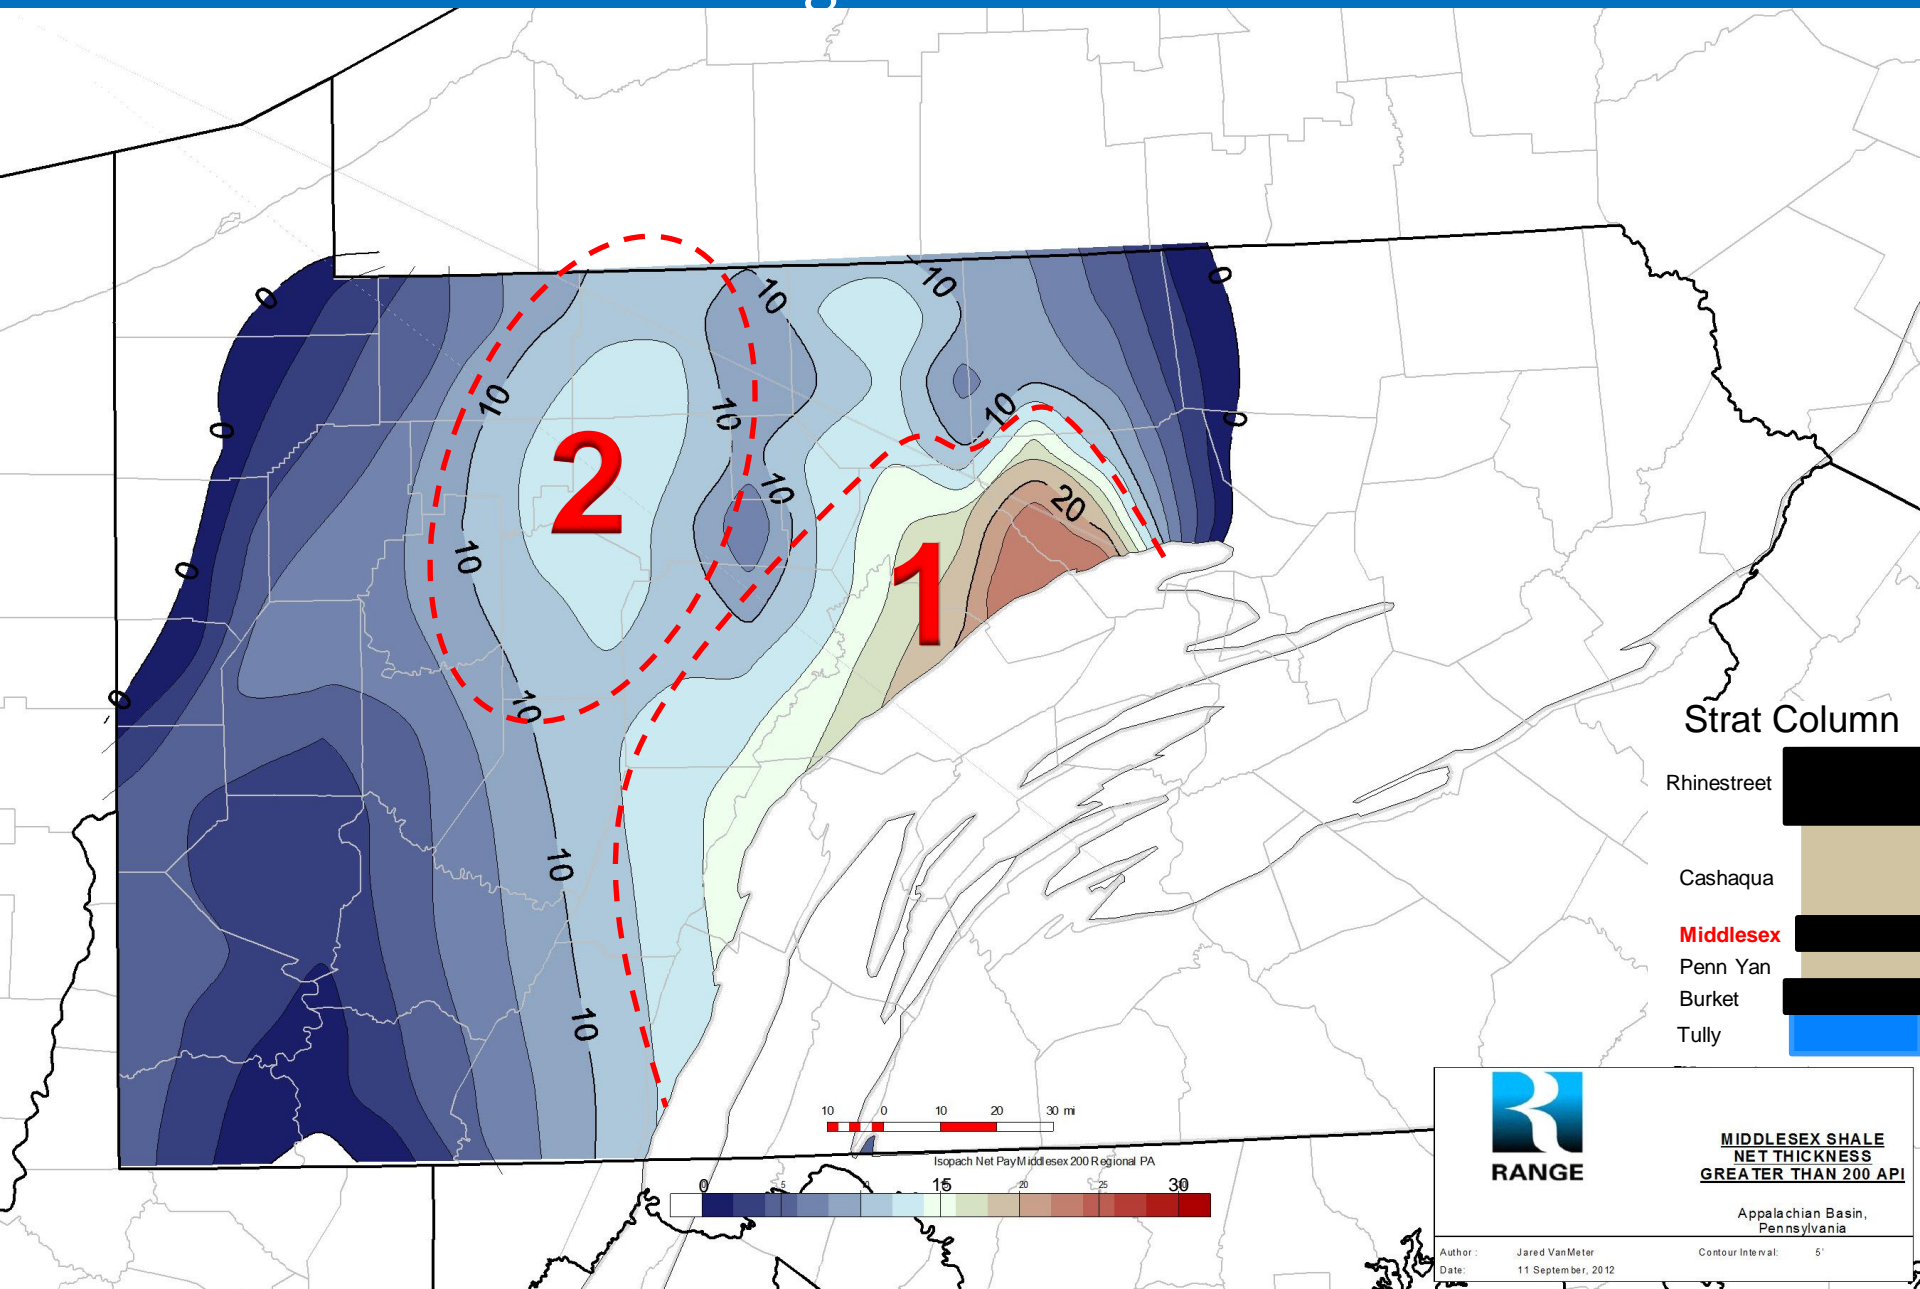 g
0
10
10
0
10
10
10
10
0
2
10
20
10
1
0
0
10
10
10
Strat Column
Rhinestreet
Cashaqua
Middlesex
Penn Yan
Burket
Tully
10 0 10 20 30 mi
Isopach Net PayMiddlesex 200 Regional PA
0 5 10 15 20 25 30
RANGE
MIDDLESEX SHALE
NET THICKNESS
GREATER THAN 200 API
Appalachian Basin,
Pennsylvania
Author : Jared VanMeter Contour Interval: 5'
Date: 11 September, 2012